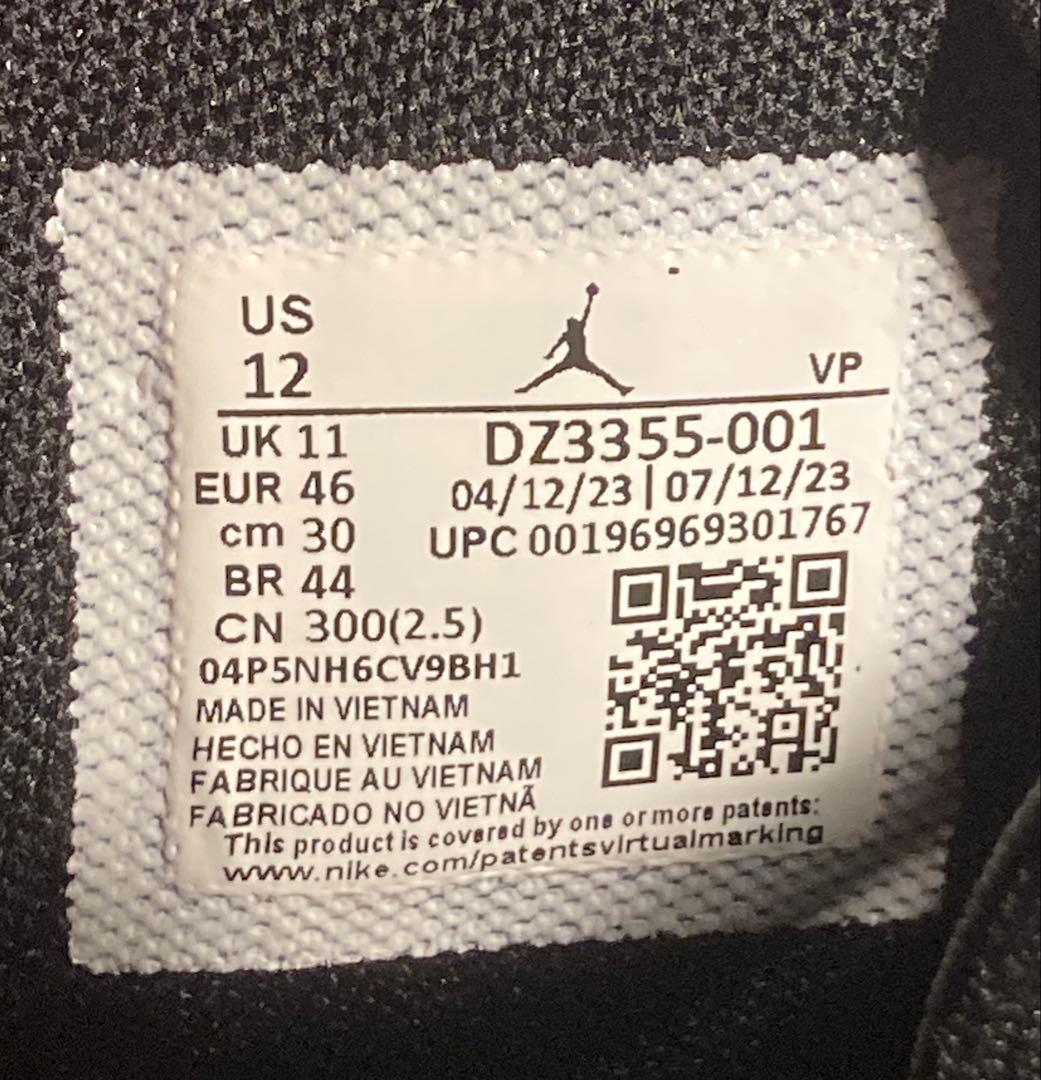 US
12
VP
UK 11
DZ3355-001
EUR 46
04/12/23 | 07/12/23
cm 30
UPC 00196969301767
BR 44
CN 300(2.5)
04P5NH6CV9BH1
MADE IN VIETNAM
HECHO EN VIETNAM
FABRIQUE AU VIETNAM
FABRICADO NO VIETNÃ
This product is covered by one or more patents:
www.nike.com/patentsvirtualmarking